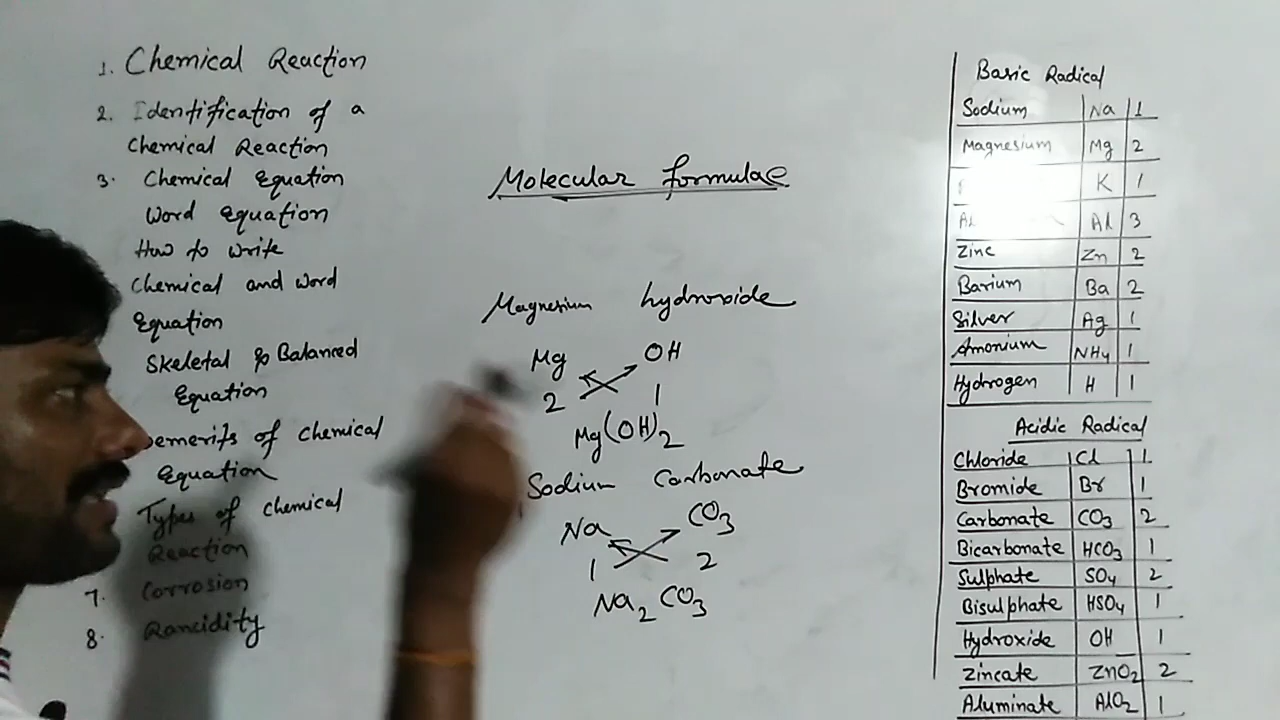 1. Chemical Reaction
2. Identification of a
Chemical Reaction
3. Chemical Equation
Word Equation
How to write
Chemical and Word
Equation
Skeletal & Balanced
Equation
Demerits of Chemical
Equation
Types of Chemical
Reaction
7. Corrosion
8. Rancidity
Molecular formulae
Magnesium hydroxide
Mg OH
2 1
Mg(OH)₂
Sodium Carbonate
Na CO₃
1 2
Na₂CO₃
Basic Radical
Sodium Na 1
Magnesium Mg 2
K 1
Al 3
Zinc Zn 2
Barium Ba 2
Silver Ag 1
Amonium NH₄ 1
Hydrogen H 1
Acidic Radical
Chloride Cl 1
Bromide Br 1
Carbonate CO₃ 2
Bicarbonate HCO₃ 1
Sulphate SO₄ 2
Bisulphate HSO₄ 1
Hydroxide OH 1
Zincate ZnO₂ 2
Aluminate AlO₂ 1